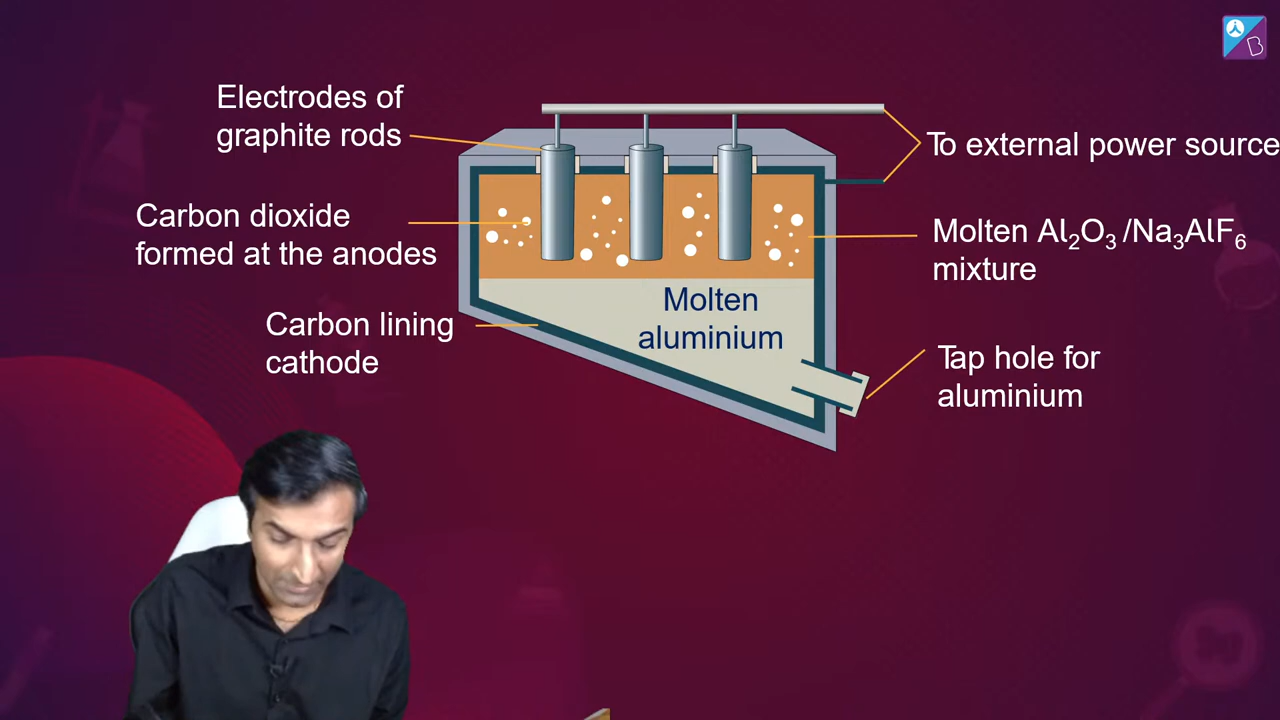 Electrodes of
graphite rods
To external power source
Carbon dioxide
formed at the anodes
Molten Al₂O₃ /Na₃AlF₆
mixture
Molten
aluminium
Carbon lining
cathode
Tap hole for
aluminium
B